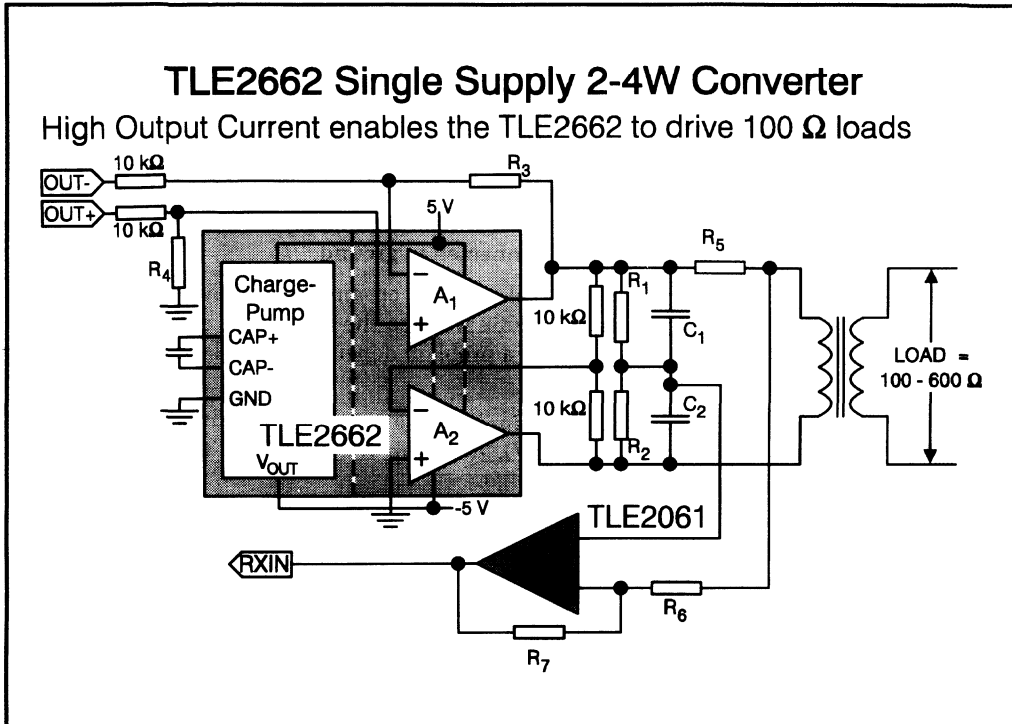 TLE2662 Single Supply 2-4W Converter
High Output Current enables the TLE2662 to drive 100 Ω loads
OUT-
10 kΩ
R3
OUT+
10 kΩ
5 V
R4
R5
Charge-
Pump
A1
R1
10 kΩ
C1
CAP+
CAP-
GND
LOAD =
100 - 600 Ω
10 kΩ
C2
TLE2662
A2
R2
VOUT
-5 V
TLE2061
RXIN
R6
R7